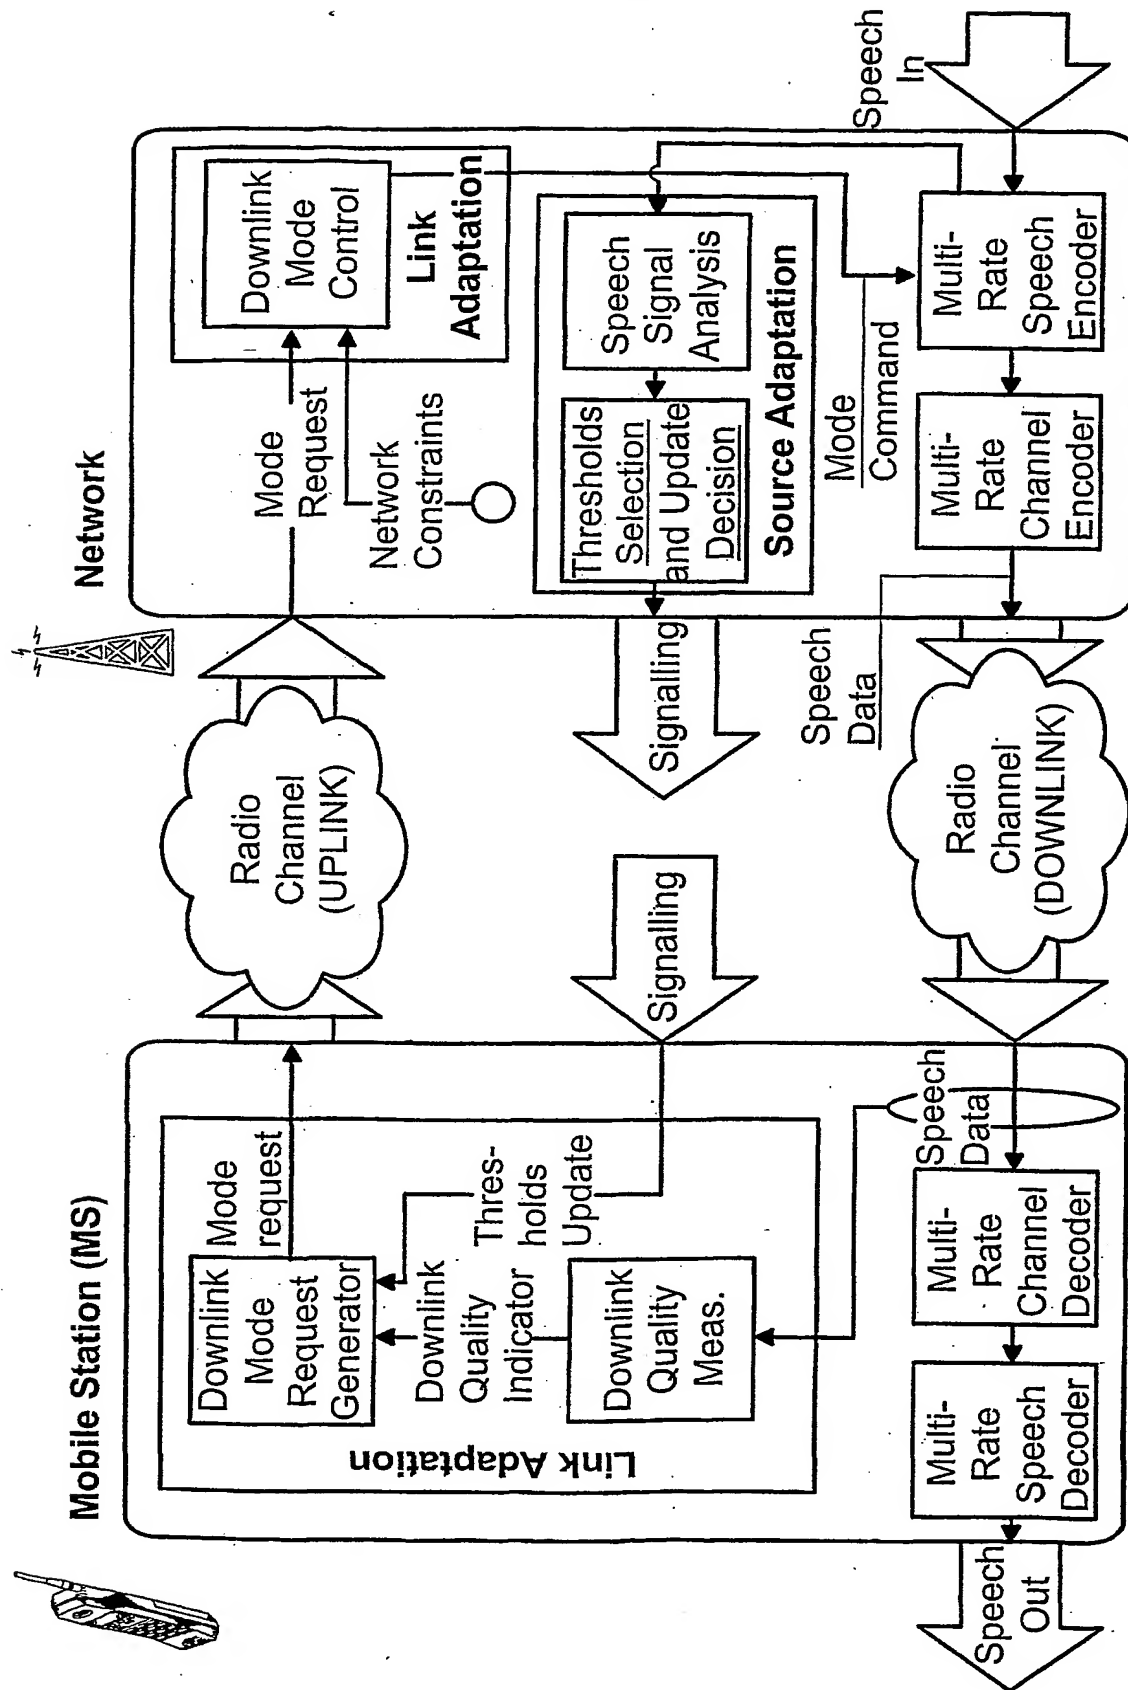 Mobile Station (MS)
Network
Link Adaptation
Downlink
Mode
Request
Generator
Mode
request
Downlink
Quality
Indicator
Thres-
holds
Update
Downlink
Quality
Meas.
Radio
Channel
(UPLINK)
Mode
Request
Network
Constraints
Downlink
Mode
Control
Link
Adaptation
Signalling
Signalling
Thresholds
Selection
and Update
Decision
Speech
Signal
Analysis
Source Adaptation
Mode
Command
Speech
Data
Speech
Out
Multi-
Rate
Speech
Decoder
Multi-
Rate
Channel
Decoder
Speech
Data
Radio
Channel
(DOWNLINK)
Multi-
Rate
Channel
Encoder
Multi-
Rate
Speech
Encoder
Speech
In